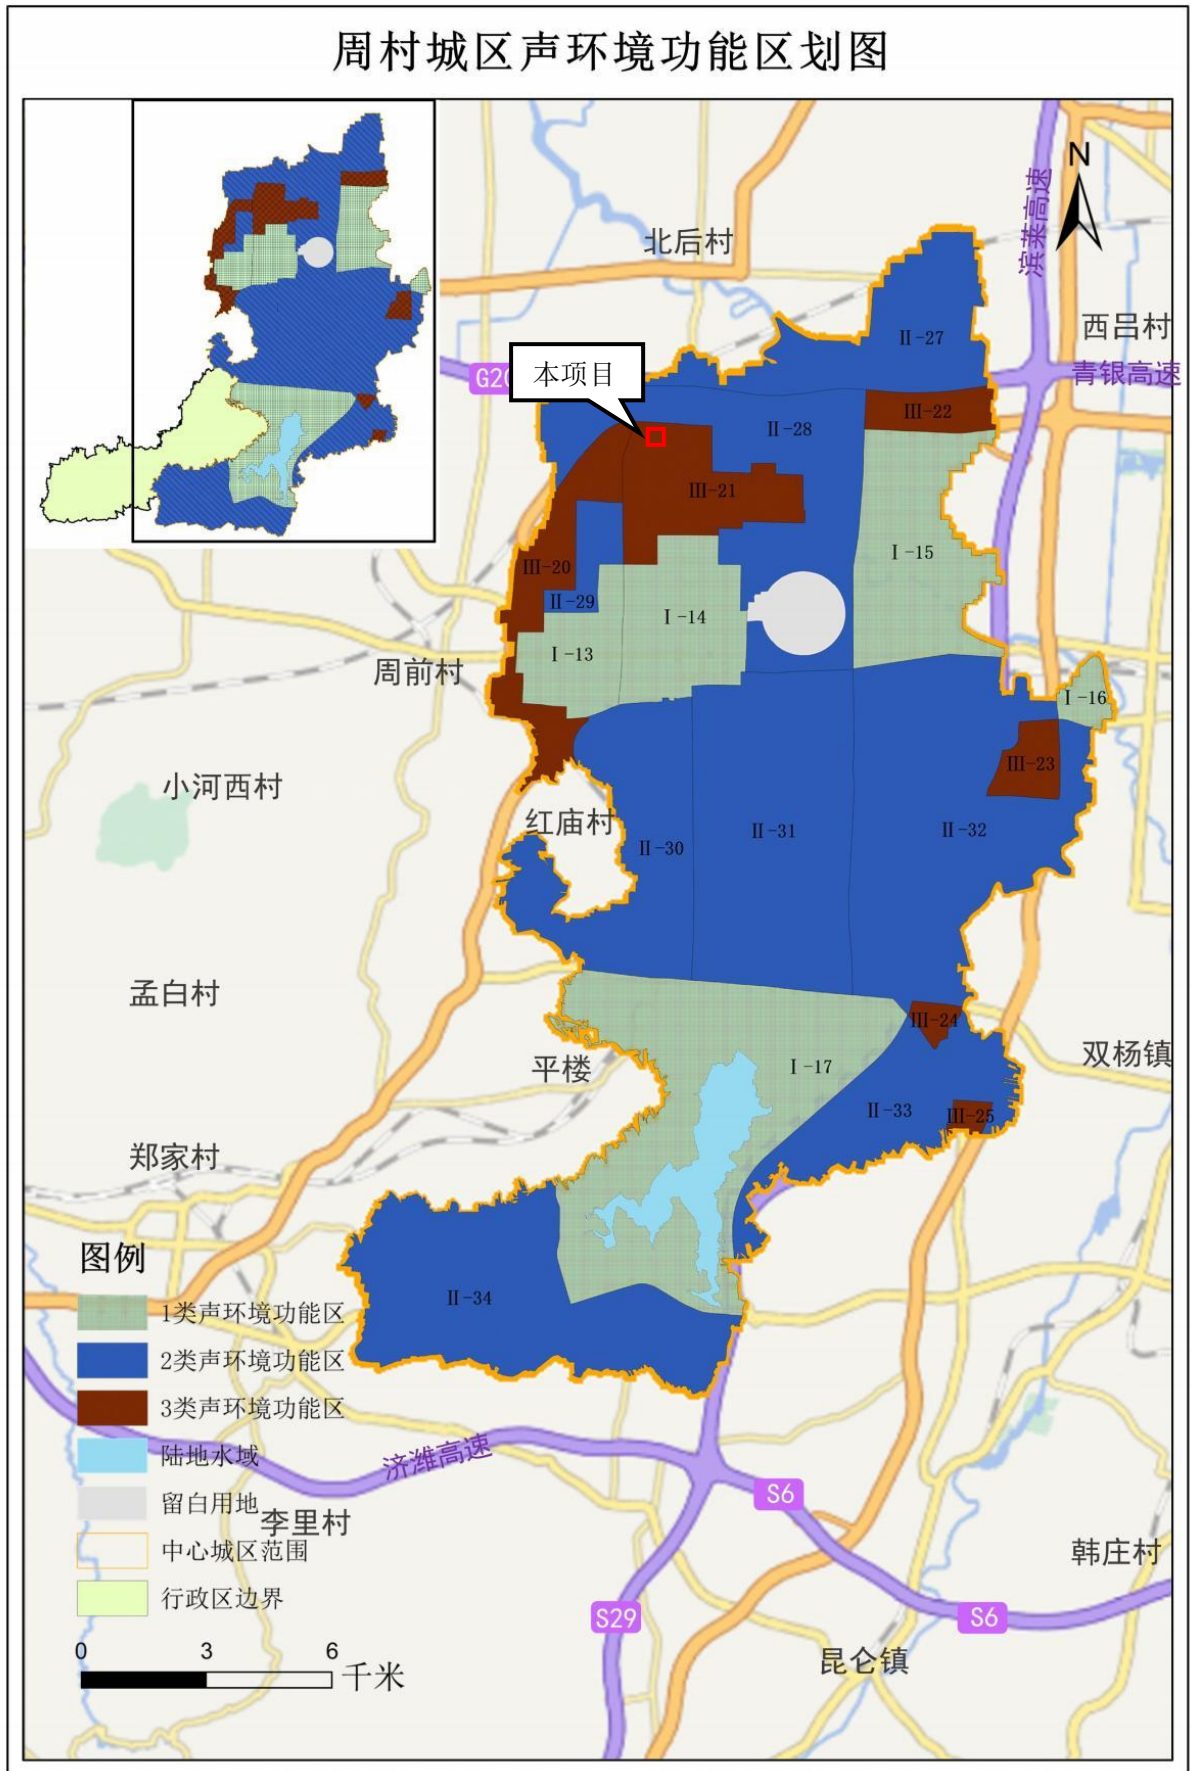 周村城区声环境功能区划图
N
滨莱高速
北后村
西吕村
II-27
青银高速
本项目
III-22
II-28
III-21
I-15
III-20
II-29
I-14
I-13
周前村
I-16
III-23
小河西村
红庙村
II-31
II-32
II-30
孟白村
III-24
双杨镇
平楼
I-17
II-33
III-25
郑家村
图例
II-34
1类声环境功能区
2类声环境功能区
3类声环境功能区
陆地水域
济潍高速
留白用地
S6
李里村
中心城区范围
韩庄村
行政区边界
S29
S6
0 3 6
千米
昆仑镇